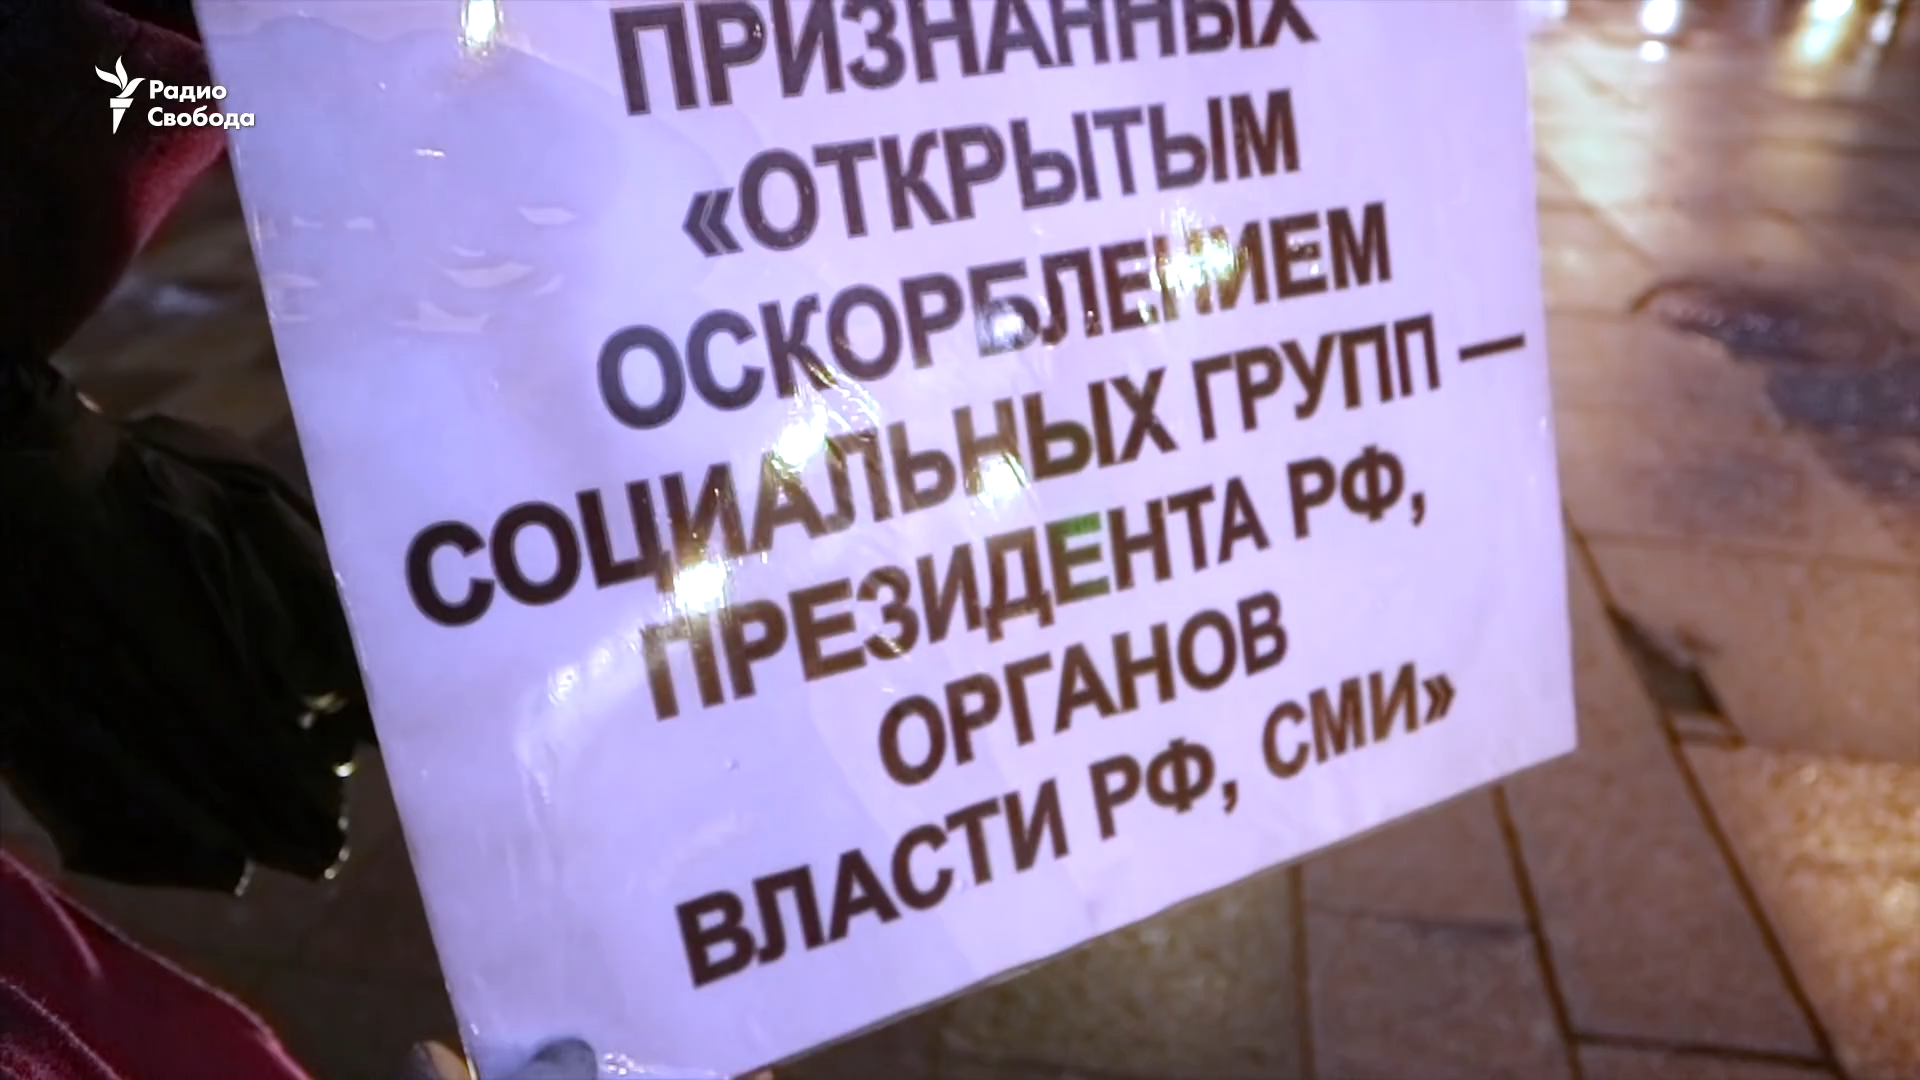 Радио
Свобода
ПРИЗНАННЫХ
«ОТКРЫТЫМ
ОСКОРБЛЕНИЕМ
СОЦИАЛЬНЫХ ГРУПП —
ПРЕЗИДЕНТА РФ,
ОРГАНОВ
ВЛАСТИ РФ, СМИ»